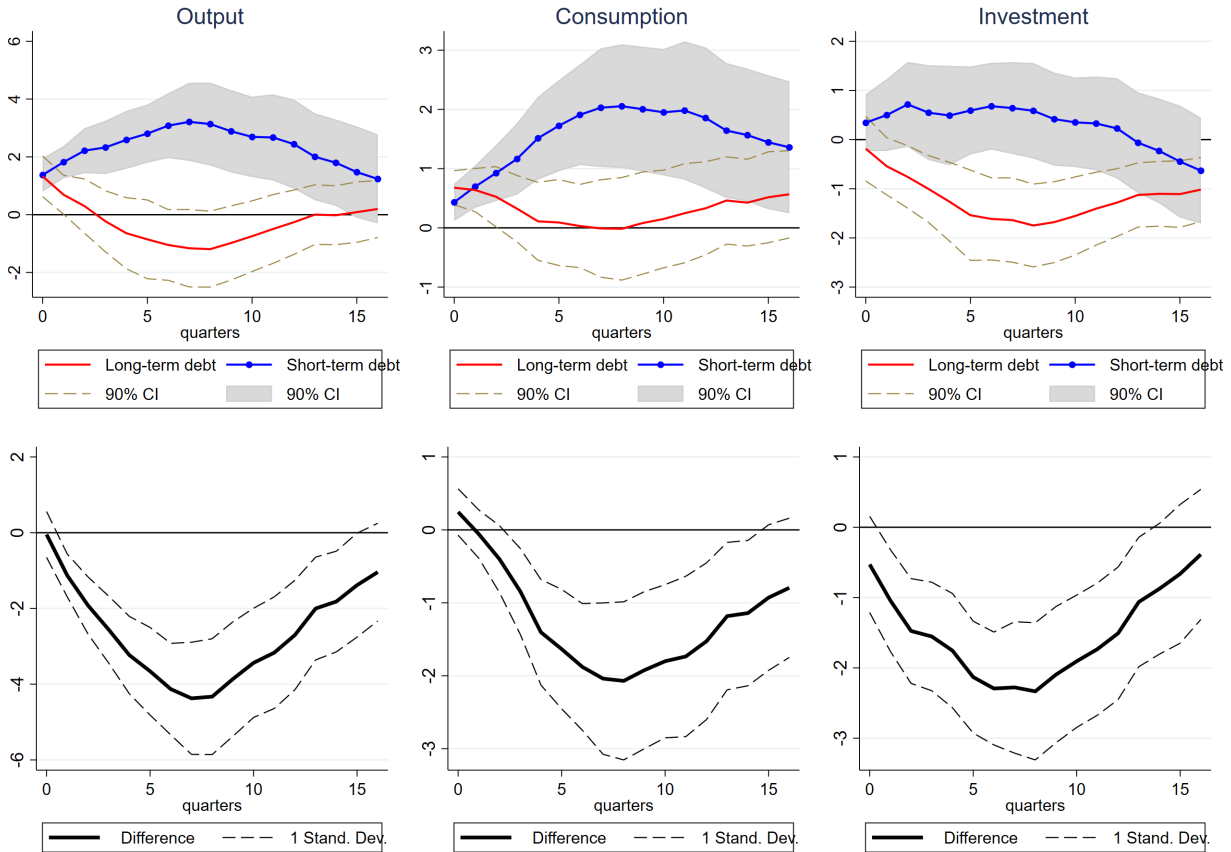 Output
Consumption
Investment
6
4
2
0
-2
0
5
10
15
quarters
3
2
1
0
-1
0
5
10
15
quarters
2
1
0
-1
-2
-3
0
5
10
15
quarters
Long-term debt
Short-term debt
90% CI
90% CI
Long-term debt
Short-term debt
90% CI
90% CI
Long-term debt
Short-term debt
90% CI
90% CI
2
0
-2
-4
-6
0
5
10
15
quarters
1
0
-1
-2
-3
0
5
10
15
quarters
1
0
-1
-2
-3
0
5
10
15
quarters
Difference
1 Stand. Dev.
Difference
1 Stand. Dev.
Difference
1 Stand. Dev.